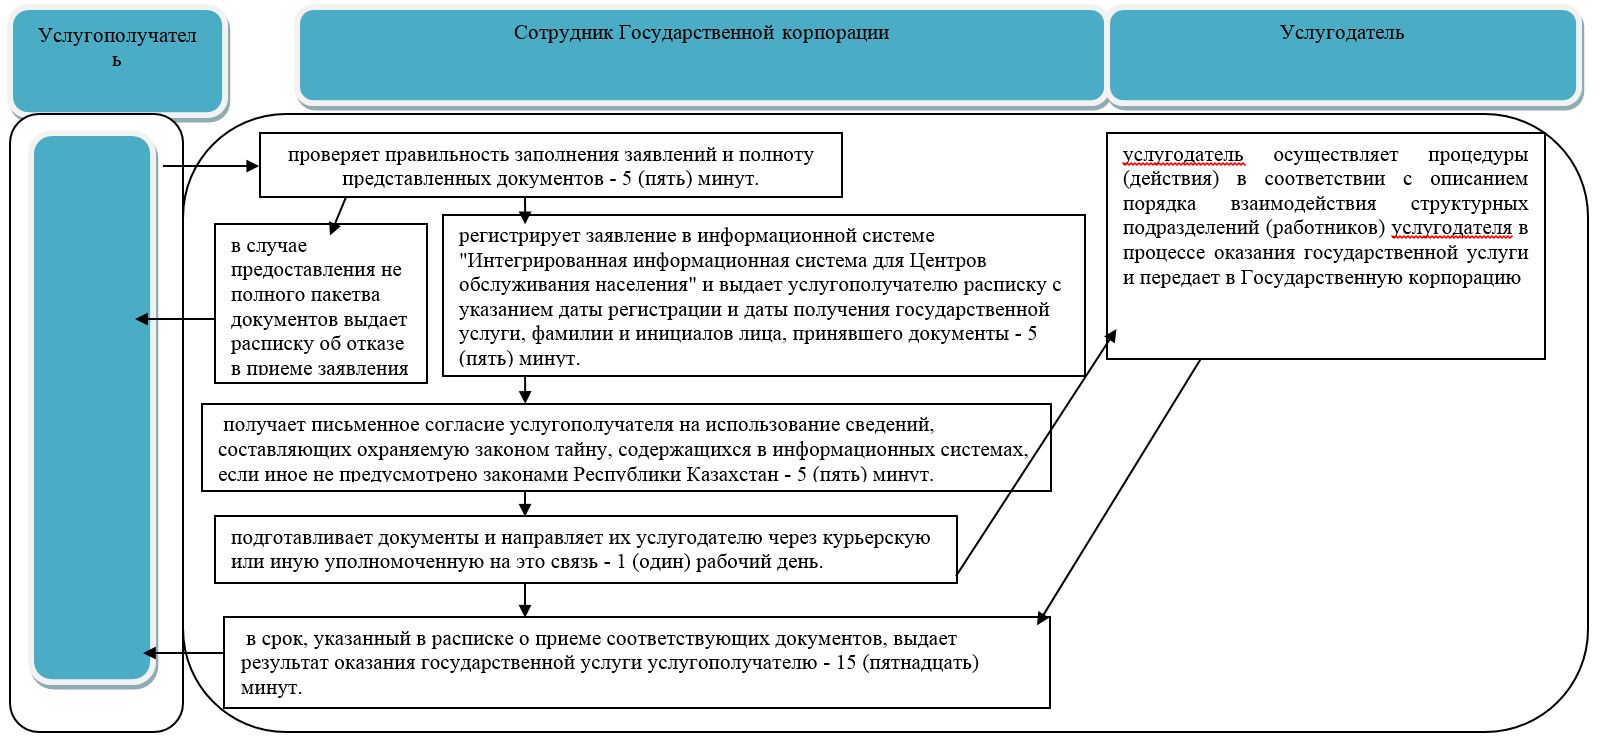 Услугополучател
ь
Сотрудник Государственной корпорации
Услугодатель
проверяет правильность заполнения заявлений и полноту
представленных документов - 5 (пять) минут.
в случае
предоставления не
полного пакетва
документов выдает
расписку об отказе
в приеме заявления
регистрирует заявление в информационной системе
"Интегрированная информационная система для Центров
обслуживания населения" и выдает услугополучателю расписку с
указанием даты регистрации и даты получения государственной
услуги, фамилии и инициалов лица, принявшего документы - 5
(пять) минут.
услугодатель осуществляет процедуры
(действия) в соответствии с описанием
порядка взаимодействия структурных
подразделений (работников) услугодателя в
процессе оказания государственной услуги
и передает в Государственную корпорацию
получает письменное согласие услугополучателя на использование сведений,
составляющих охраняемую законом тайну, содержащихся в информационных системах,
если иное не предусмотрено законами Республики Казахстан - 5 (пять) минут.
подготавливает документы и направляет их услугодателю через курьерскую
или иную уполномоченную на это связь - 1 (один) рабочий день.
в срок, указанный в расписке о приеме соответствующих документов, выдает
результат оказания государственной услуги услугополучателю - 15 (пятнадцать)
минут.